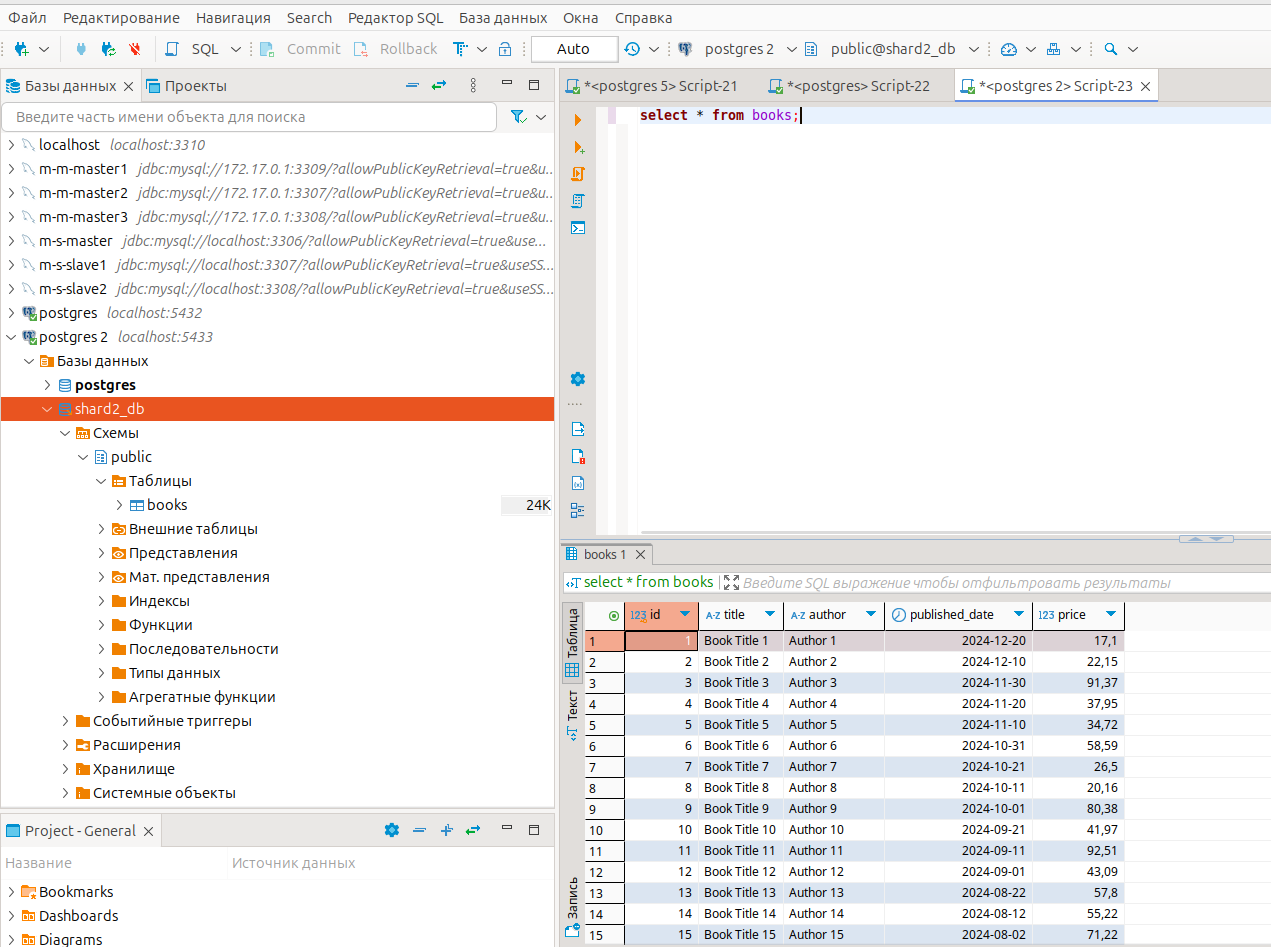 Файл Редактирование Навигация Search Редактор SQL База данных Окна Справка
SQL Commit Rollback Auto postgres 2 public@shard2_db
Базы данных Проекты
Введите часть имени объекта для поиска
localhost localhost:3310
m-m-master1 jdbc:mysql://172.17.0.1:3309/?allowPublicKeyRetrieval=true&u...
m-m-master2 jdbc:mysql://172.17.0.1:3307/?allowPublicKeyRetrieval=true&u...
m-m-master3 jdbc:mysql://172.17.0.1:3308/?allowPublicKeyRetrieval=true&u...
m-s-master jdbc:mysql://localhost:3306/?allowPublicKeyRetrieval=true&use...
m-s-slave1 jdbc:mysql://localhost:3307/?allowPublicKeyRetrieval=true&useSS...
m-s-slave2 jdbc:mysql://localhost:3308/?allowPublicKeyRetrieval=true&useSS...
postgres localhost:5432
postgres 2 localhost:5433
Базы данных
postgres
shard2_db
Схемы
public
Таблицы
books 24K
Внешние таблицы
Представления
Мат. представления
Индексы
Функции
Последовательности
Типы данных
Агрегатные функции
Событийные триггеры
Расширения
Хранилище
Системные объекты
Project - General
Название Источник данных
Bookmarks
Dashboards
Diagrams
*<postgres 5> Script-21 *<postgres> Script-22 *<postgres 2> Script-23
select * from books;
books 1
select * from books Введите SQL выражение чтобы отфильтровать результаты
Таблица
Текст
Запись
123 id A-Z title A-Z author published_date 123 price
1 1 Book Title 1 Author 1 2024-12-20 17,1
2 2 Book Title 2 Author 2 2024-12-10 22,15
3 3 Book Title 3 Author 3 2024-11-30 91,37
4 4 Book Title 4 Author 4 2024-11-20 37,95
5 5 Book Title 5 Author 5 2024-11-10 34,72
6 6 Book Title 6 Author 6 2024-10-31 58,59
7 7 Book Title 7 Author 7 2024-10-21 26,5
8 8 Book Title 8 Author 8 2024-10-11 20,16
9 9 Book Title 9 Author 9 2024-10-01 80,38
10 10 Book Title 10 Author 10 2024-09-21 41,97
11 11 Book Title 11 Author 11 2024-09-11 92,51
12 12 Book Title 12 Author 12 2024-09-01 43,09
13 13 Book Title 13 Author 13 2024-08-22 57,8
14 14 Book Title 14 Author 14 2024-08-12 55,22
15 15 Book Title 15 Author 15 2024-08-02 71,22